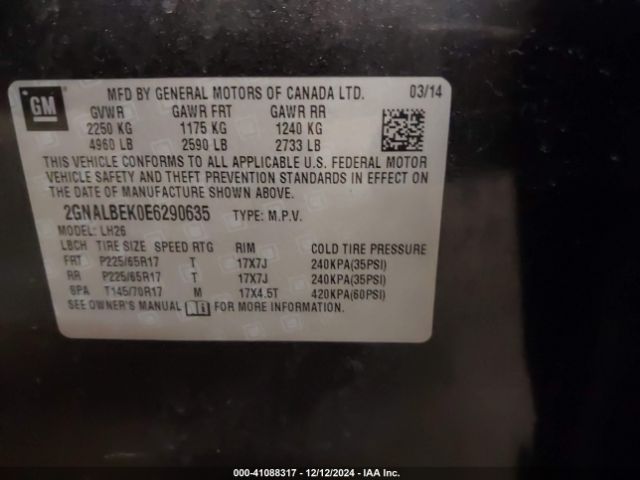 GM
MFD BY GENERAL MOTORS OF CANADA LTD. 03/14
GVWR GAWR FRT GAWR RR
2250 KG 1175 KG 1240 KG
4960 LB 2590 LB 2733 LB
THIS VEHICLE CONFORMS TO ALL APPLICABLE U.S. FEDERAL MOTOR
VEHICLE SAFETY AND THEFT PREVENTION STANDARDS IN EFFECT ON
THE DATE OF MANUFACTURE SHOWN ABOVE.
2GNALBEK0E6290635 TYPE: M.P.V.
MODEL: LH26
LBCH TIRE SIZE SPEED RTG RIM COLD TIRE PRESSURE
FRT P225/65R17 T 17X7J 240KPA(35PSI)
RR P225/65R17 T 17X7J 240KPA(35PSI)
SPA T145/70R17 M 17X4.5T 420KPA(60PSI)
SEE OWNER'S MANUAL FOR MORE INFORMATION.
000-41088317 - 12/12/2024 - IAA Inc.